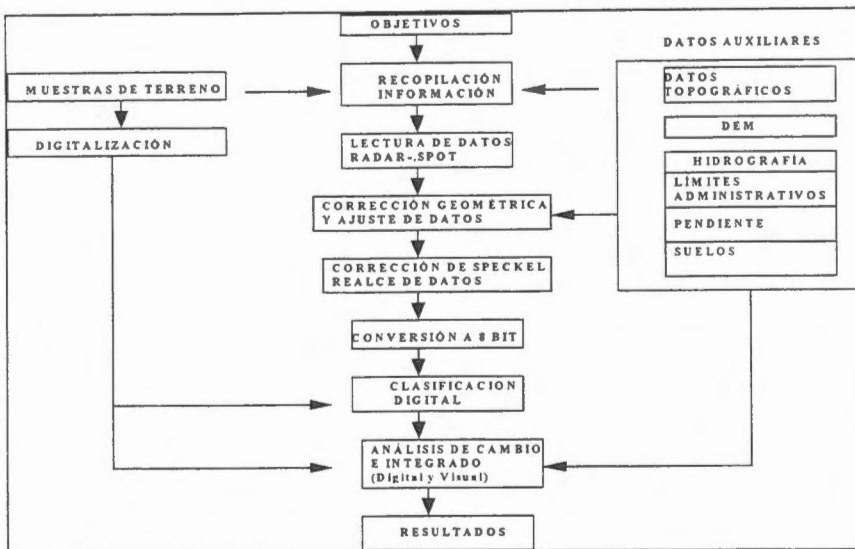 OBJETIVOS
DATOS AUXILIARES
MUESTRAS DE TERRENO
RECOPILACIÓN
INFORMACIÓN
DATOS
TOPOGRÁFICOS
DIGITALIZACIÓN
DEM
LECTURA DE DATOS
RADAR-.SPOT
HIDROGRAFÍA
LÍMITES
ADMINISTRATIVOS
PENDIENTE
SUELOS
CORRECCIÓN GEOMÉTRICA
Y AJUSTE DE DATOS
CORRECCIÓN DE SPECKEL
REALCE DE DATOS
CONVERSIÓN A 8 BIT
CLASIFICACION
DIGITAL
ANÁLISIS DE CAMBIO
E INTEGRADO
(Digital y Visual)
RESULTADOS